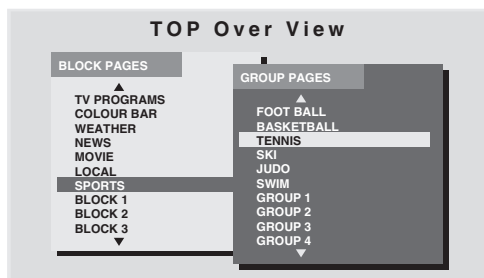 TOP Over View
BLOCK PAGES
TV PROGRAMS
COLOUR BAR
WEATHER
NEWS
MOVIE
LOCAL
SPORTS
BLOCK 1
BLOCK 2
BLOCK 3
GROUP PAGES
FOOT BALL
BASKETBALL
TENNIS
SKI
JUDO
SWIM
GROUP 1
GROUP 2
GROUP 3
GROUP 4